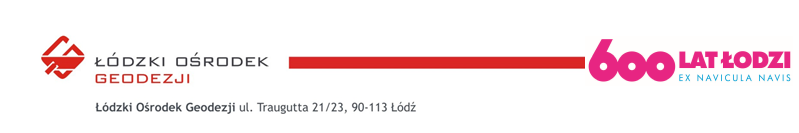 ŁÓDZKI OŚRODEK
GEODEZJI
600 LAT ŁODZI
EX NAVICULA NAVIS
Łódzki Ośrodek Geodezji ul. Traugutta 21/23, 90-113 Łódź